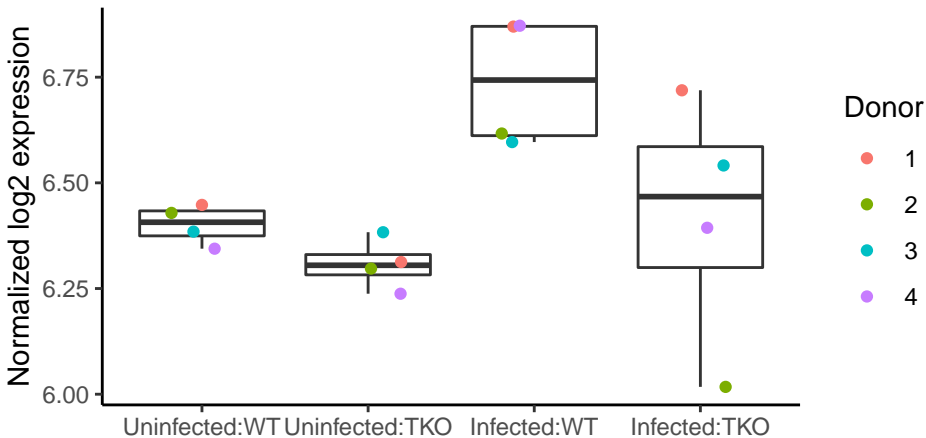 Normalized log2 expression
6.75
6.50
6.25
6.00
Uninfected:WT
Uninfected:TKO
Infected:WT
Infected:TKO
Donor
1
2
3
4